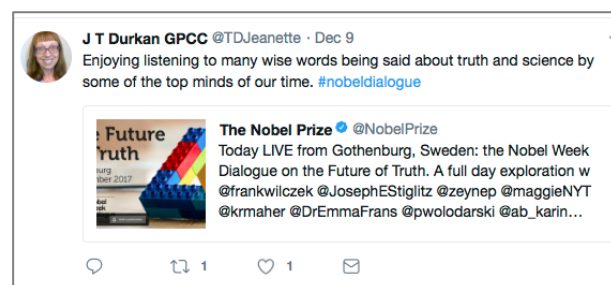 J T Durkan GPCC @TDJeanette · Dec 9
Enjoying listening to many wise words being said about truth and science by
some of the top minds of our time. #nobeldialogue
The Nobel Prize @NobelPrize
Today LIVE from Gothenburg, Sweden: the Nobel Week
Dialogue on the Future of Truth. A full day exploration w
@frankwilczek @JosephEStiglitz @zeynep @maggieNYT
@krmaher @DrEmmaFrans @pwolodarski @ab_karin…
e Future
Truth
burg
mber 2017
1 1